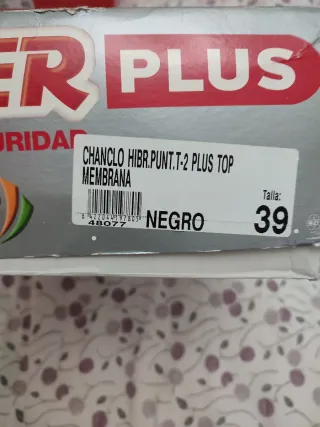 ER PLUS
URIDAD
CHANCLO HIBR.PUNT.T-2 PLUS TOP
MEMBRANA
Talla:
48077 NEGRO 39